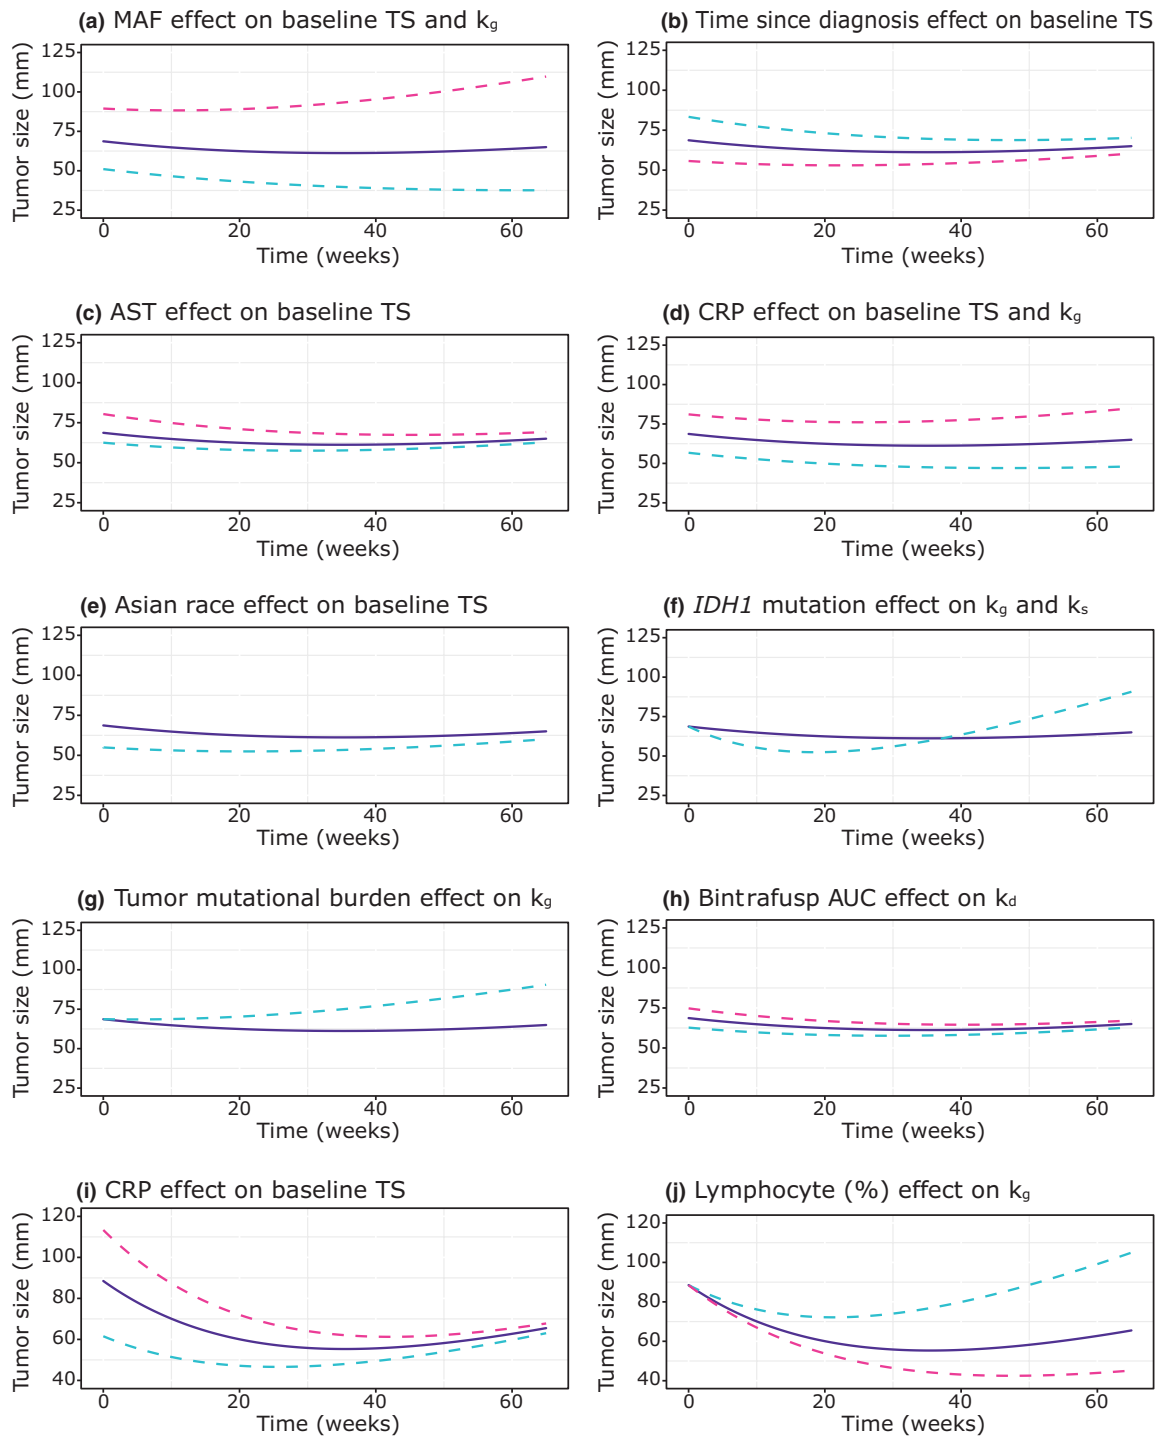 (a) MAF effect on baseline TS and kg
125
100
75
50
25
0 20 40 60
Tumor size (mm)
Time (weeks)
(b) Time since diagnosis effect on baseline TS
125
100
75
50
25
0 20 40 60
Tumor size (mm)
Time (weeks)
(c) AST effect on baseline TS
125
100
75
50
25
0 20 40 60
Tumor size (mm)
Time (weeks)
(d) CRP effect on baseline TS and kg
125
100
75
50
25
0 20 40 60
Tumor size (mm)
Time (weeks)
(e) Asian race effect on baseline TS
125
100
75
50
25
0 20 40 60
Tumor size (mm)
Time (weeks)
(f) IDH1 mutation effect on kg and ks
125
100
75
50
25
0 20 40 60
Tumor size (mm)
Time (weeks)
(g) Tumor mutational burden effect on kg
125
100
75
50
25
0 20 40 60
Tumor size (mm)
Time (weeks)
(h) Bintrafusp AUC effect on kd
125
100
75
50
25
0 20 40 60
Tumor size (mm)
Time (weeks)
(i) CRP effect on baseline TS
120
100
80
60
40
0 20 40 60
Tumor size (mm)
Time (weeks)
(j) Lymphocyte (%) effect on kg
120
100
80
60
40
0 20 40 60
Tumor size (mm)
Time (weeks)